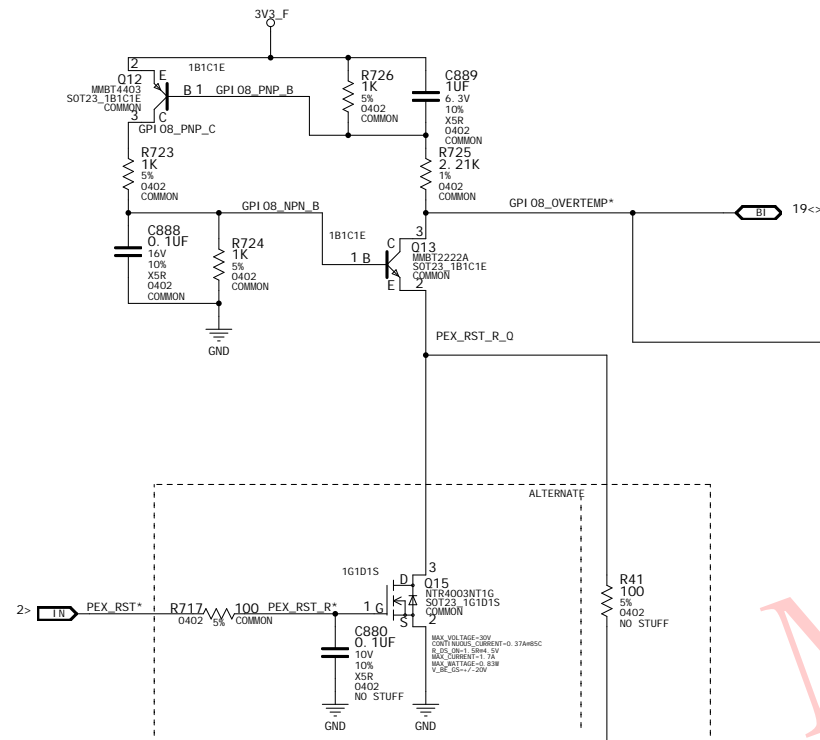 3V3_F
2
E
1B1C1E
Q12
MMBT4403
SOT23_1B1C1E
COMMON
B 1 GPIO8_PNP_B
3
C
GPIO8_PNP_C
R726
1K
5%
0402
COMMON
C889
1UF
6.3V
10%
X5R
0402
COMMON
R723
1K
5%
0402
COMMON
R725
2.21K
1%
0402
COMMON
GPIO8_NPN_B
GPIO8_OVERTEMP*
BI 19<>
C888
0.1UF
16V
10%
X5R
0402
COMMON
R724
1K
5%
0402
COMMON
1B1C1E
1 B
C
3
Q13
MMBT2222A
SOT23_1B1C1E
COMMON
E
2
GND
PEX_RST_R_Q
ALTERNATE
1G1D1S
D
3
Q15
NTR4003NT1G
SOT23_1G1D1S
COMMON
1 G
S
2
MAX_VOLTAGE=30V
CONTINUOUS_CURRENT=0.37A@85C
R_DS_ON=1.5R@4.5V
MAX_CURRENT=1.7A
MAX_WATTAGE=0.83W
V_BE_GS=+/-20V
R41
100
5%
0402
NO STUFF
2> IN PEX_RST* R717 100 PEX_RST_R*
0402 5% COMMON
C880
0.1UF
10V
10%
X5R
0402
NO STUFF
GND
GND